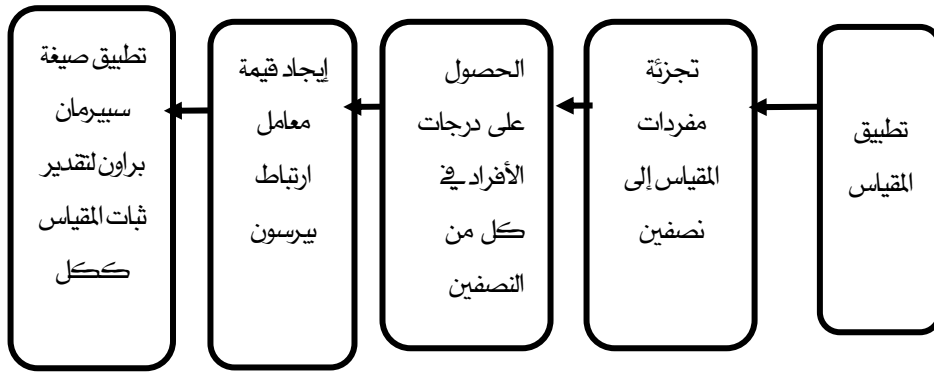 تطبيق
المقياس
تجزئة
مفردات
المقياس إلى
نصفين
الحصول
على درجات
الأفراد في
كل من
النصفين
إيجاد قيمة
معامل
ارتباط
بيرسون
تطبيق صيغة
سبيرمان
براون لتقدير
ثبات المقياس
ككل